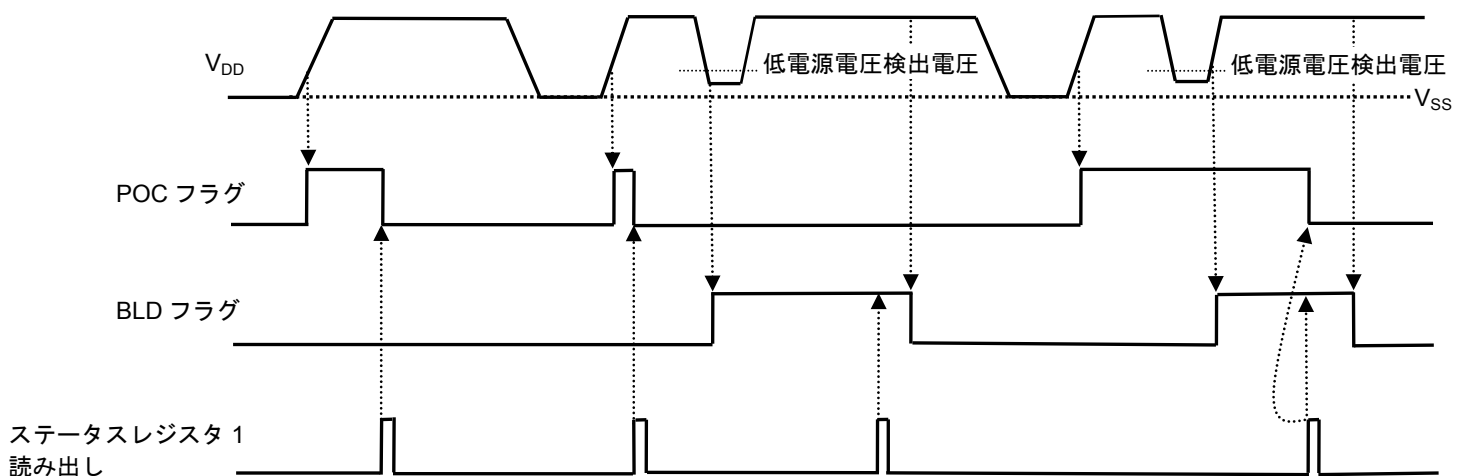 V_DD
低電源電圧検出電圧
低電源電圧検出電圧
V_SS
POC フラグ
BLD フラグ
ステータスレジスタ 1
読み出し